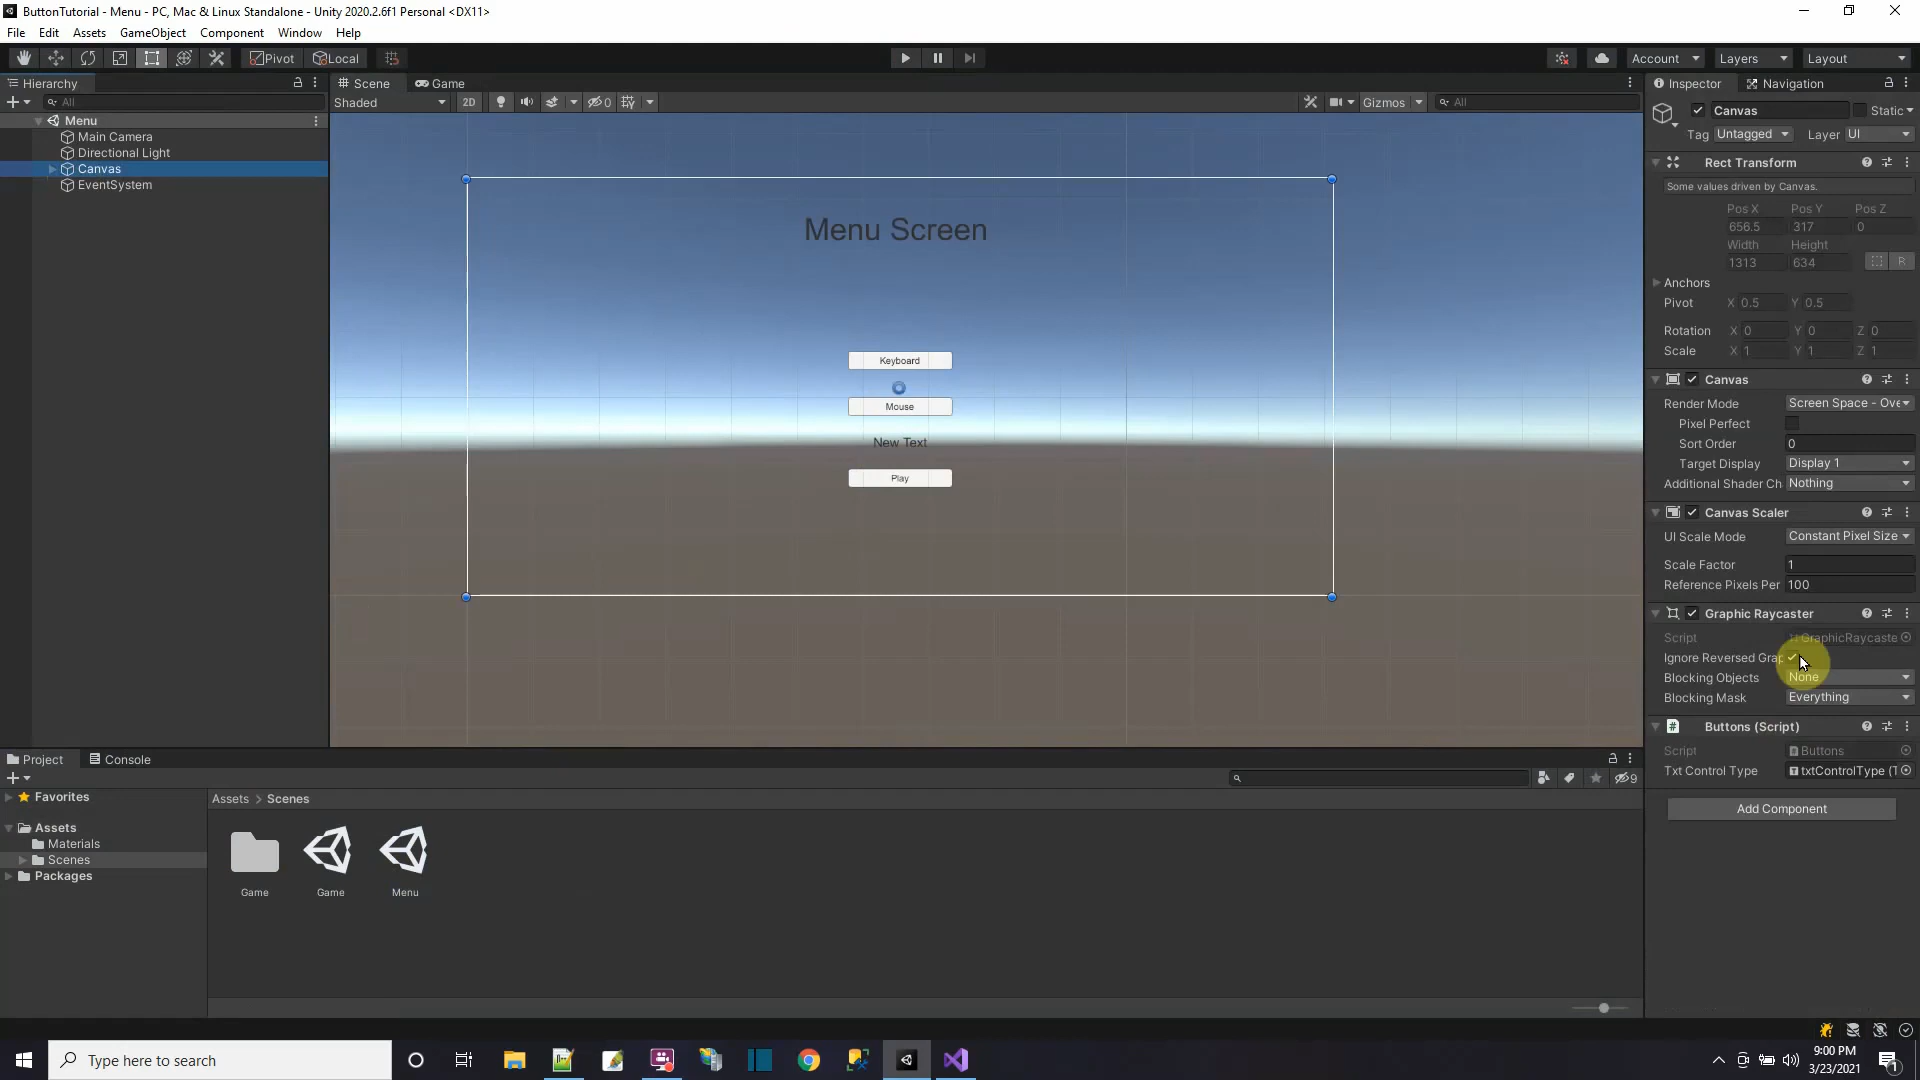 ButtonTutorial - Menu - PC, Mac & Linux Standalone - Unity 2020.2.6f1 Personal <DX11>
File Edit Assets GameObject Component Window Help
Pivot Local Account Layers Layout
Hierarchy
All
Menu
Main Camera
Directional Light
Canvas
EventSystem
Scene Game
Shaded 2D 0 Gizmos All
Menu Screen
Keyboard
Mouse
New Text
Play
Inspector Navigation
Canvas Static
Tag Untagged Layer UI
Rect Transform
Some values driven by Canvas.
Pos X Pos Y Pos Z
656.5 317 0
Width Height
1313 634 R
Anchors
Pivot X 0.5 Y 0.5
Rotation X 0 Y 0 Z 0
Scale X 1 Y 1 Z 1
Canvas
Render Mode Screen Space - Ove
Pixel Perfect
Sort Order 0
Target Display Display 1
Additional Shader Ch Nothing
Canvas Scaler
UI Scale Mode Constant Pixel Size
Scale Factor 1
Reference Pixels Per 100
Graphic Raycaster
Script GraphicRaycaste
Ignore Reversed Grap
Blocking Objects None
Blocking Mask Everything
# Buttons (Script)
Script Buttons
Txt Control Type txtControlType (T
Add Component
Project Console
9
Favorites
Assets
Materials
Scenes
Packages
Assets > Scenes
Game Game Menu
Type here to search
9:00 PM
3/23/2021
1